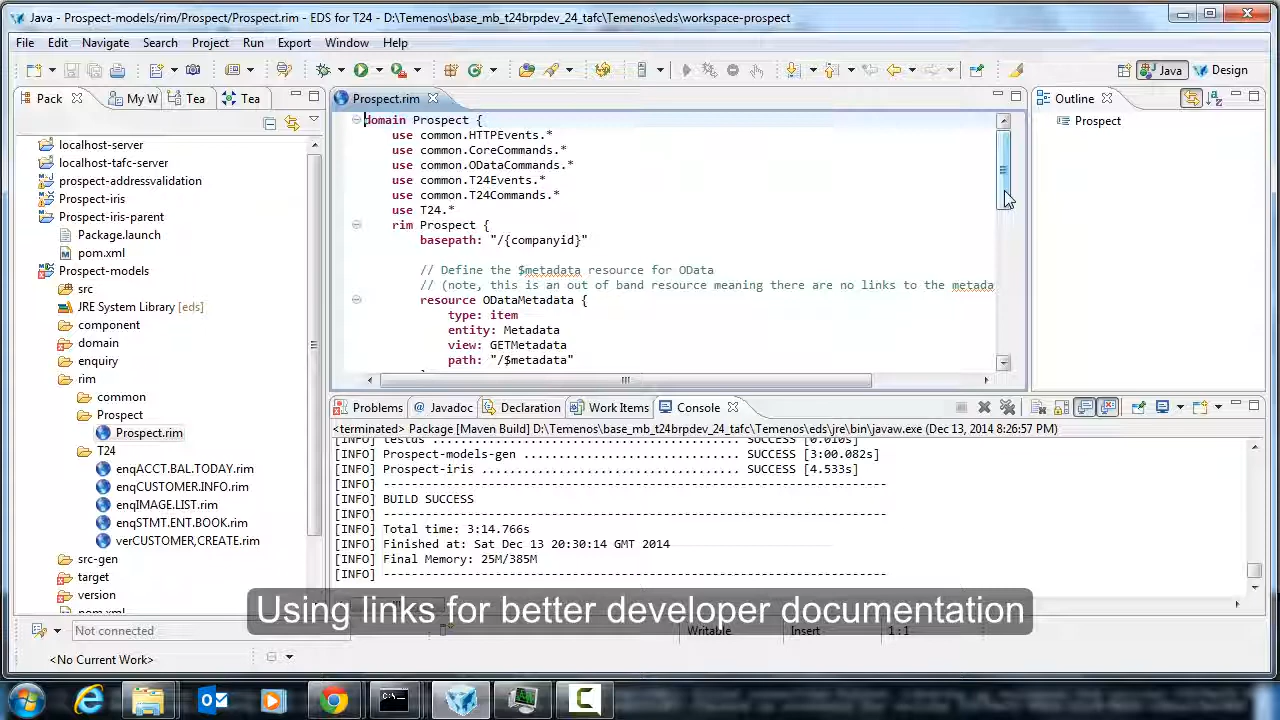 Java - Prospect-models/rim/Prospect/Prospect.rim - EDS for T24 - D:\Temenos\base_mb_t24brpdev_24_tafc\Temenos\eds\workspace-prospect
File Edit Navigate Search Project Run Export Window Help
Java Design
Pack My W Tea Tea
Prospect.rim
Outline
Prospect
localhost-server
localhost-tafc-server
prospect-addressvalidation
Prospect-iris
Prospect-iris-parent
Package.launch
pom.xml
Prospect-models
src
JRE System Library [eds]
component
domain
enquiry
rim
common
Prospect
Prospect.rim
T24
enqACCT.BAL.TODAY.rim
enqCUSTOMER.INFO.rim
enqIMAGE.LIST.rim
enqSTMT.ENT.BOOK.rim
verCUSTOMER,CREATE.rim
src-gen
target
version
pom.xml
domain Prospect {
use common.HTTPEvents.*
use common.CoreCommands.*
use common.ODataCommands.*
use common.T24Events.*
use common.T24Commands.*
use T24.*
rim Prospect {
basepath: "/{companyid}"
// Define the $metadata resource for OData
// (note, this is an out of band resource meaning there are no links to the metada
resource ODataMetadata {
type: item
entity: Metadata
view: GETMetadata
path: "/$metadata"
Problems Javadoc Declaration Work Items Console
<terminated> Package [Maven Build] D:\Temenos\base_mb_t24brpdev_24_tafc\Temenos\eds\jre\bin\javaw.exe (Dec 13, 2014 8:26:57 PM)
[INFO] testus ........................................ SUCCESS [0.010s]
[INFO] Prospect-models-gen ............................ SUCCESS [3:00.082s]
[INFO] Prospect-iris .................................. SUCCESS [4.533s]
[INFO] ------------------------------------------------------------------------
[INFO] BUILD SUCCESS
[INFO] ------------------------------------------------------------------------
[INFO] Total time: 3:14.766s
[INFO] Finished at: Sat Dec 13 20:30:14 GMT 2014
[INFO] Final Memory: 25M/385M
[INFO] ------------------------------------------------------------------------
Using links for better developer documentation
Not connected
Writable Insert 1:1
<No Current Work>